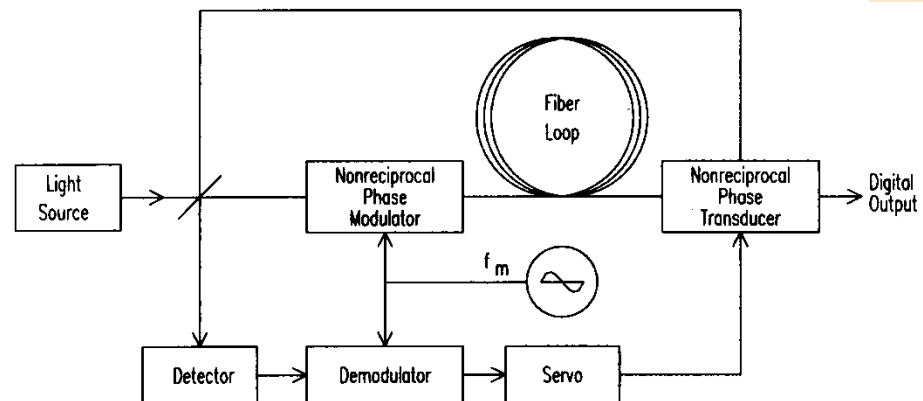 Fiber
Loop
Light
Source
Nonreciprocal
Phase
Modulator
Nonreciprocal
Phase
Transducer
Digital
Output
f m
Detector
Demodulator
Servo